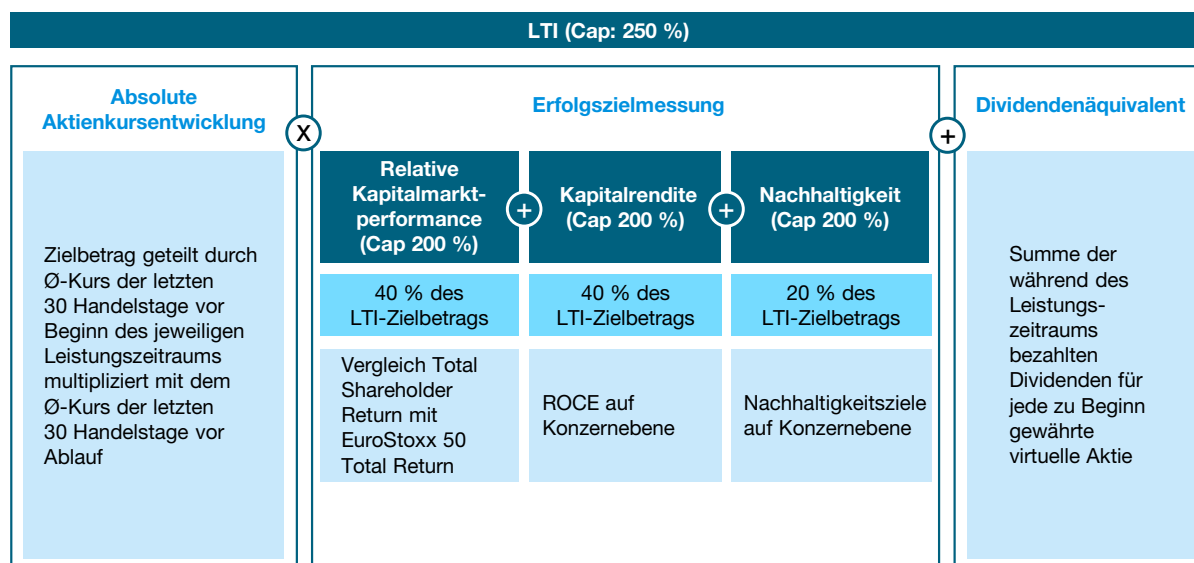 LTI (Cap: 250 %)
Absolute
Aktienkursentwicklung
Zielbetrag geteilt durch
Ø-Kurs der letzten
30 Handelstage vor
Beginn des jeweiligen
Leistungszeitraums
multipliziert mit dem
Ø-Kurs der letzten
30 Handelstage vor
Ablauf
X
Erfolgszielmessung
Relative
Kapitalmarkt-
performance
(Cap 200 %)
40 % des
LTI-Zielbetrags
Vergleich Total
Shareholder
Return mit
EuroStoxx 50
Total Return
+
Kapitalrendite
(Cap 200 %)
40 % des
LTI-Zielbetrags
ROCE auf
Konzernebene
+
Nachhaltigkeit
(Cap 200 %)
20 % des
LTI-Zielbetrags
Nachhaltigkeitsziele
auf Konzernebene
+
Dividendenäquivalent
Summe der
während des
Leistungs-
zeitraums
bezahlten
Dividenden für
jede zu Beginn
gewährte
virtuelle Aktie